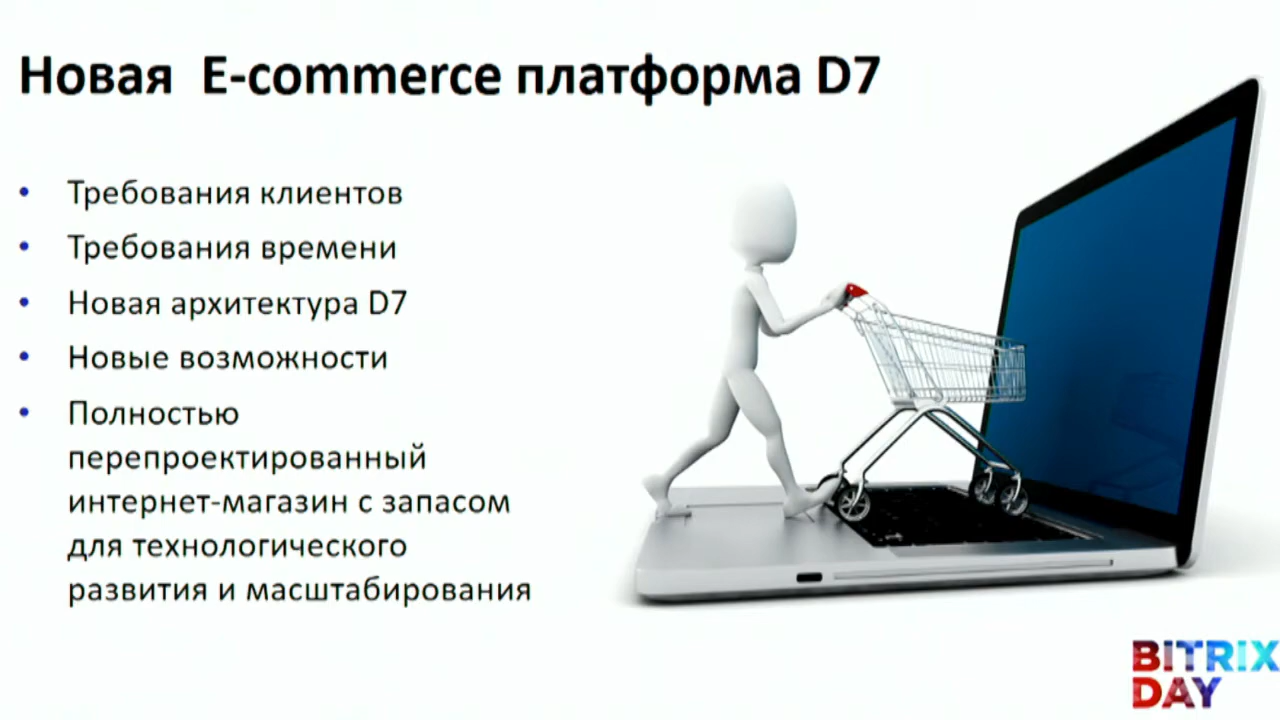 Новая E-commerce платформа D7
• Требования клиентов
• Требования времени
• Новая архитектура D7
• Новые возможности
• Полностью
перепроектированный
интернет-магазин с запасом
для технологического
развития и масштабирования
BITRIX
DAY